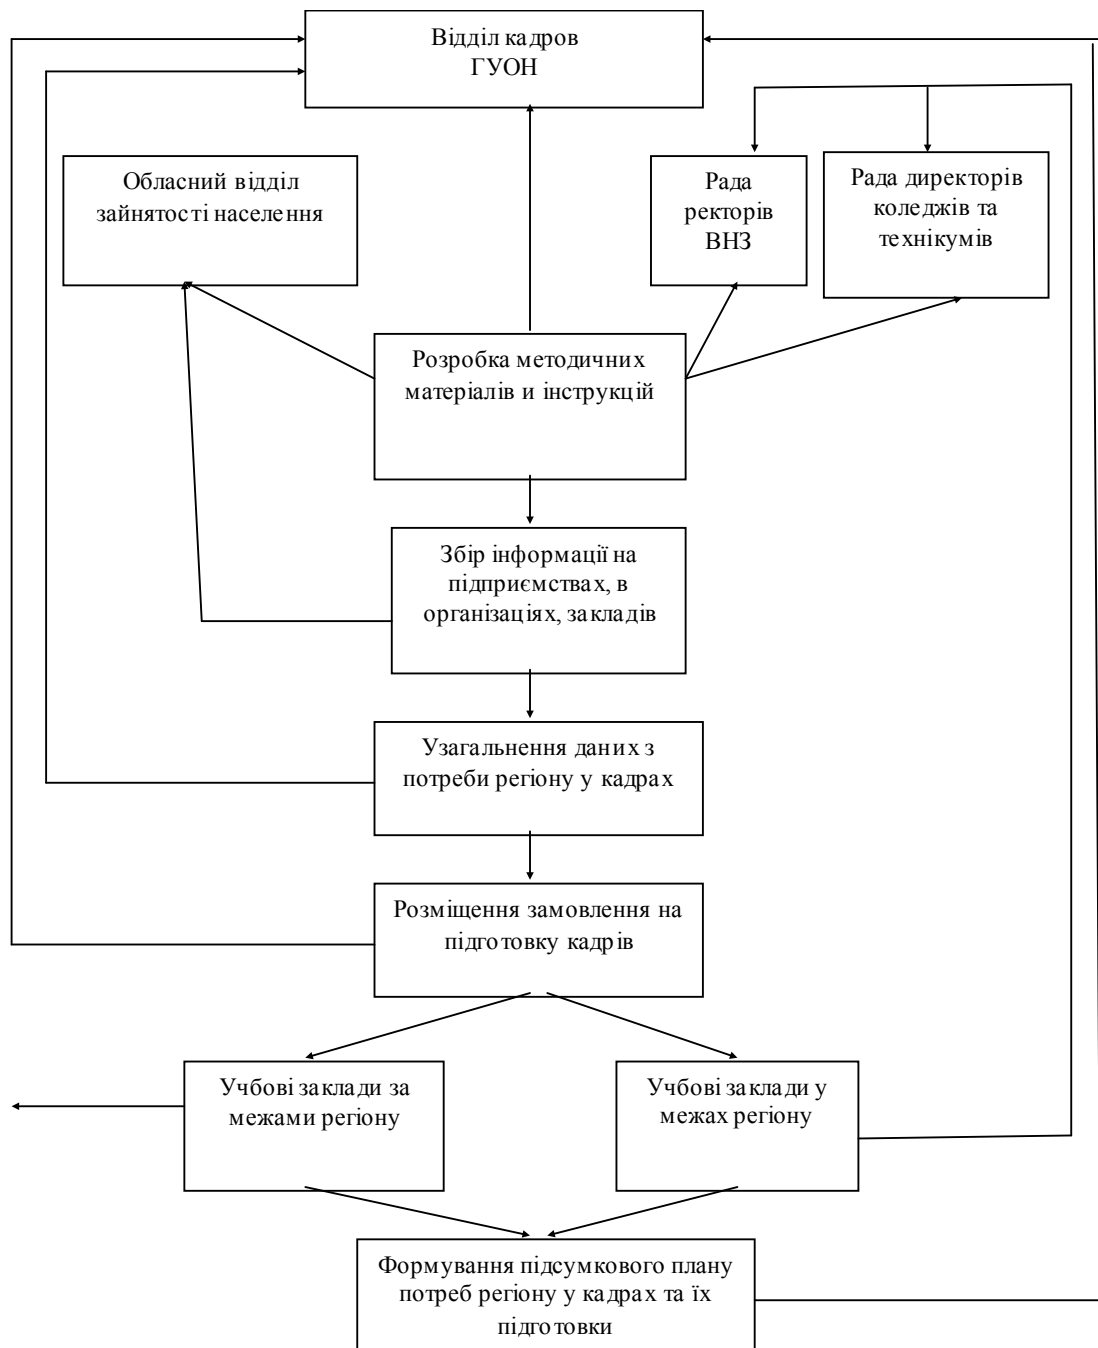 Відділ кадров
ГУОН
Обласний відділ
зайнятості населення
Рада
ректорів
ВНЗ
Рада директорів
коледжів та
технікумів
Розробка методичних
матеріалів и інструкцій
Збір інформації на
підприємствах, в
організаціях, закладів
Узагальнення даних з
потреби регіону у кадрах
Розміщення замовлення на
підготовку кадрів
Учбові заклади за
межами регіону
Учбові заклади у
межах регіону
Формування підсумкового плану
потреб регіону у кадрах та їх
підготовки